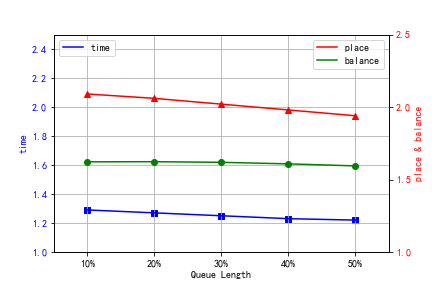 time
place
balance
2.4
2.2
2.0
1.8
1.6
1.4
1.2
1.0
time
2.5
2.0
1.5
1.0
place & balance
10% 20% 30% 40% 50%
Queue Length